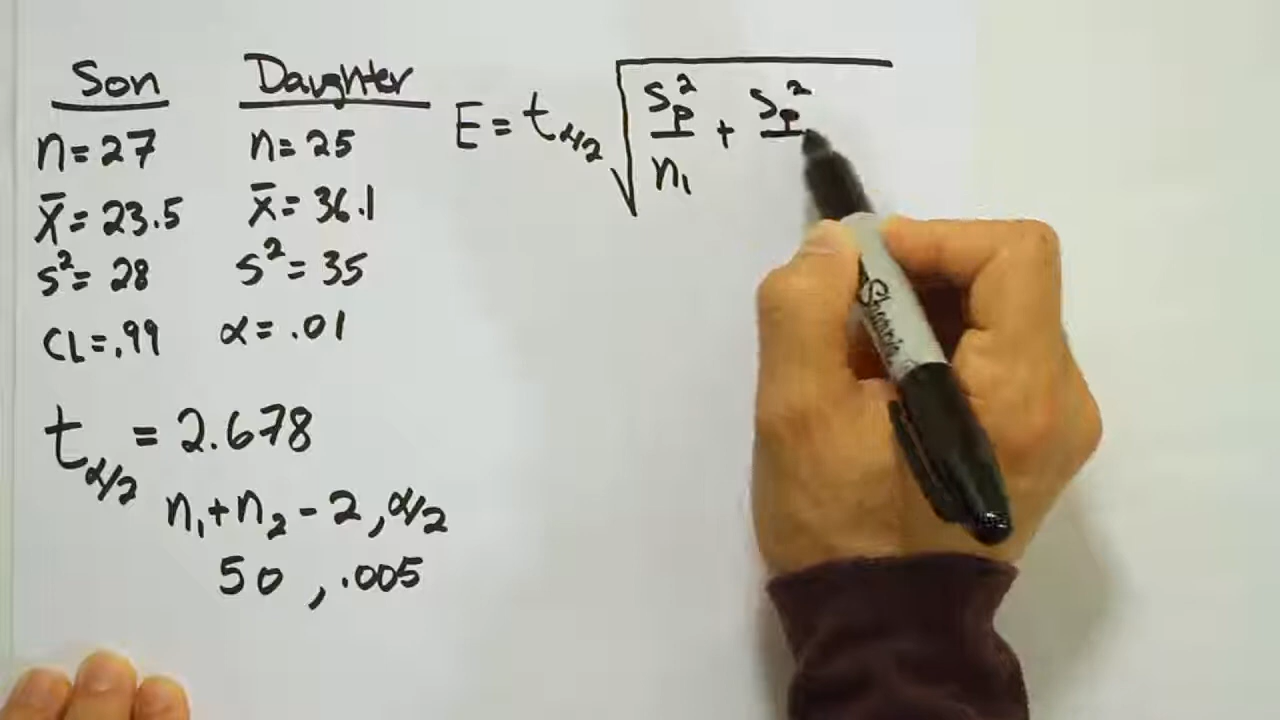 Son
n = 27
x̄ = 23.5
s² = 28
CL = .99
Daughter
n = 25
x̄ = 36.1
s² = 35
α = .01
t_α/2 = 2.678
n₁ + n₂ - 2 , α/2
50 , .005
E = t_α/2 √ s_p²/n₁ + s_p²
Sharpie